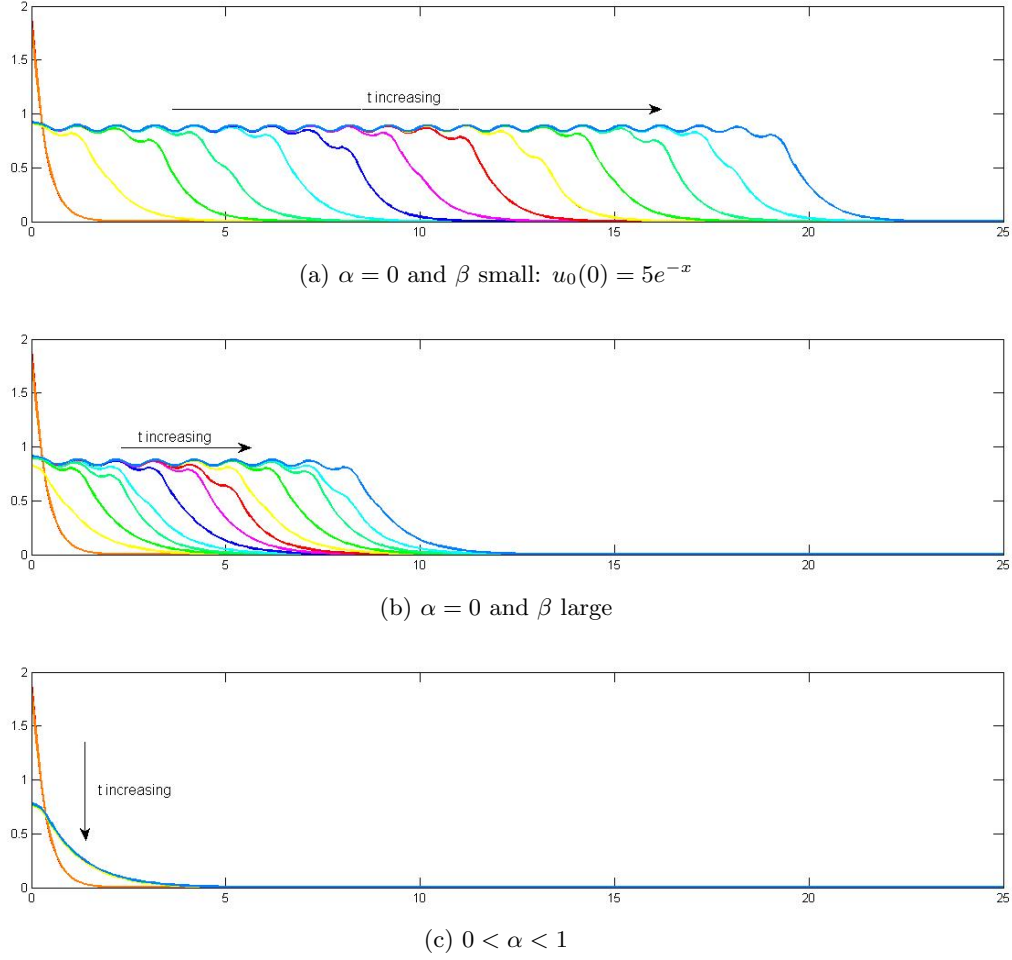 2
1.5
t increasing
1
0.5
0
0 5 10 15 20 25
(a) α = 0 and β small: u₀(0) = 5e⁻ˣ
2
1.5
t increasing
1
0.5
0
0 5 10 15 20 25
(b) α = 0 and β large
2
1.5
1
t increasing
0.5
0
0 5 10 15 20 25
(c) 0 < α < 1